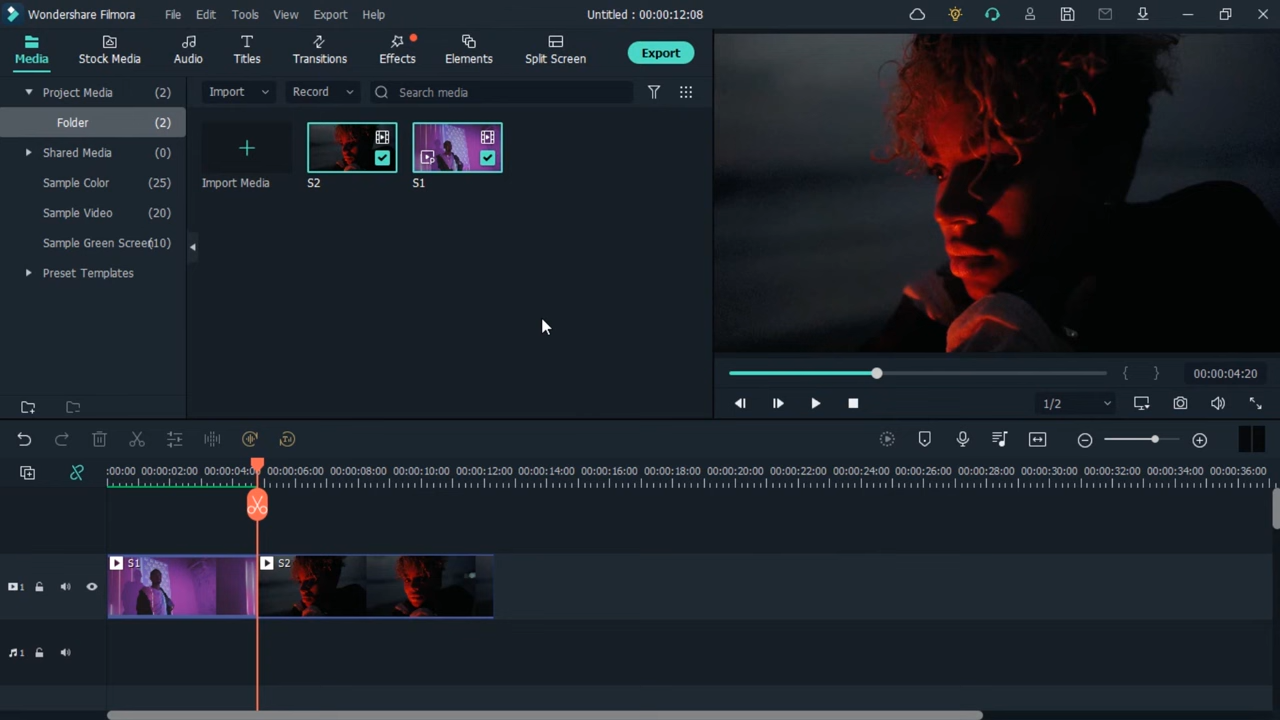 Wondershare Filmora File Edit Tools View Export Help Untitled : 00:00:12:08
Media Stock Media Audio Titles Transitions Effects Elements Split Screen Export
Project Media (2) Import Record Search media
Folder (2)
Shared Media (0)
Sample Color (25)
Sample Video (20)
Sample Green Screen (10)
Preset Templates
Import Media S2 S1
00:00:04:20
1/2
:00:00 00:00:02:00 00:00:04:0 00:00:06:00 00:00:08:00 00:00:10:00 00:00:12:00 00:00:14:00 00:00:16:00 00:00:18:00 00:00:20:00 00:00:22:00 00:00:24:00 00:00:26:00 00:00:28:00 00:00:30:00 00:00:32:00 00:00:34:00 00:00:36:00
S1 S2
1
1